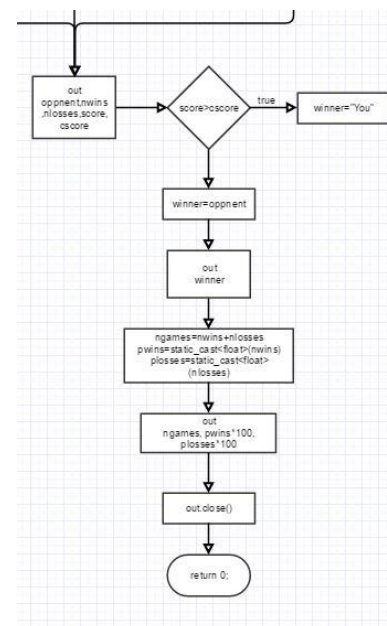 out
oppnent,nwins
,nlosses,score,
cscore
score>cscore
true
winner="You"
winner=oppnent
out
winner
ngames=nwins+nlosses
pwins=static_cast<float>(nwins)
plosses=static_cast<float>
(nlosses)
out
ngames, pwins*100,
plosses*100
out.close()
return 0;